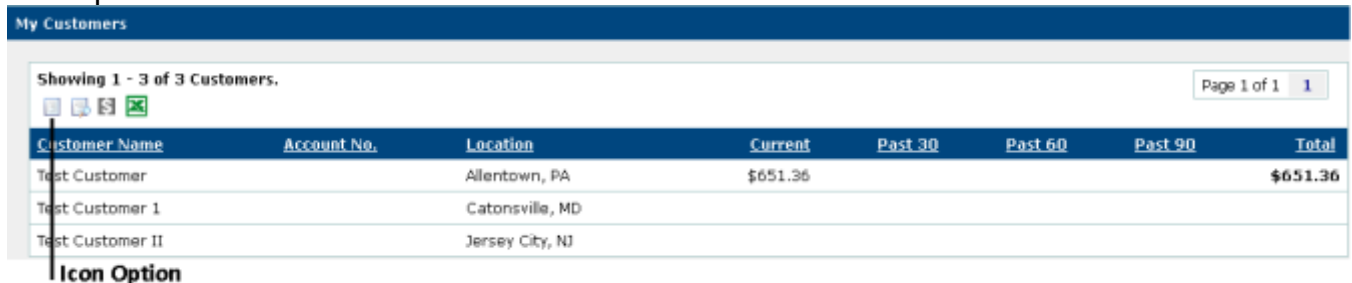 My Customers
Showing 1 - 3 of 3 Customers.
Page 1 of 1 1
Customer Name Account No. Location Current Past 30 Past 60 Past 90 Total
Test Customer Allentown, PA $651.36 $651.36
Test Customer 1 Catonsville, MD
Test Customer II Jersey City, NJ
Icon Option